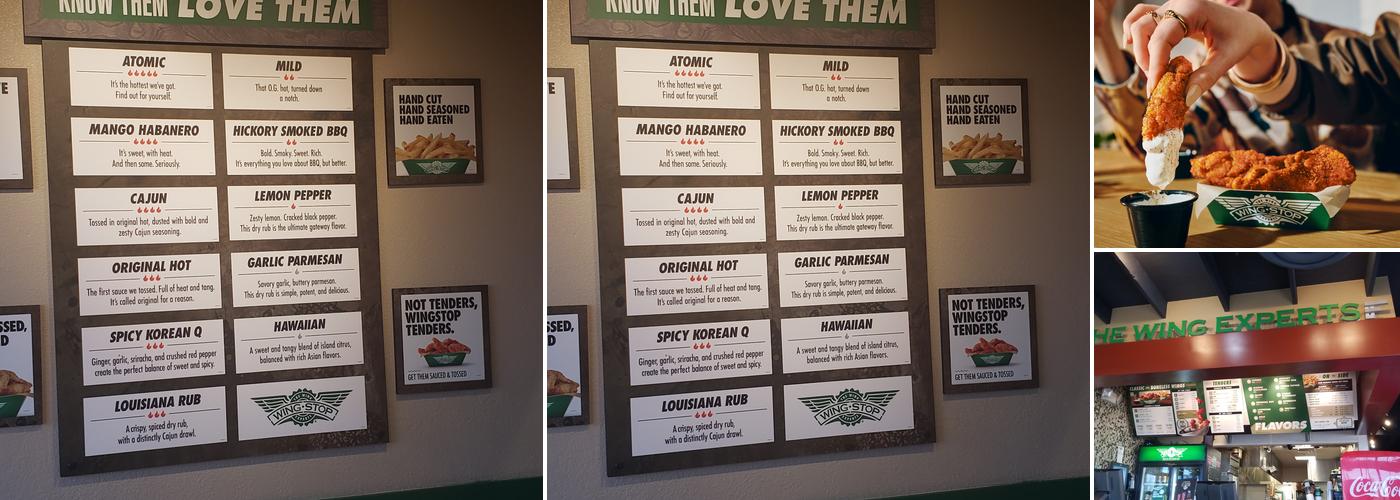 KNOW THEM LOVE THEM
ATOMIC
It's the hottest we've got.
Find out for yourself.
MILD
That O.G. hot, turned down
a notch.
MANGO HABANERO
It's sweet, with heat.
And then some. Seriously.
HICKORY SMOKED BBQ
Bold. Smoky. Sweet. Rich.
It's everything you love about BBQ, but better.
CAJUN
Tossed in original hot, dusted with bold and
zesty Cajun seasoning.
LEMON PEPPER
Zesty lemon. Cracked black pepper.
This dry rub is the ultimate gateway flavor.
ORIGINAL HOT
The first sauce we tossed. Full of heat and tang.
It's called original for a reason.
GARLIC PARMESAN
Savory garlic, buttery parmesan.
This dry rub is simple, potent, and delicious.
SPICY KOREAN Q
Ginger, garlic, sriracha, and crushed red pepper
create the perfect balance of sweet and spicy.
HAWAIIAN
A sweet and tangy blend of island citrus,
balanced with rich Asian flavors.
LOUISIANA RUB
A crispy, spiced dry rub,
with a distinctly Cajun drawl.
WING·STOP
HAND CUT
HAND SEASONED
HAND EATEN
NOT TENDERS,
WINGSTOP
TENDERS.
GET THEM SAUCED & TOSSED
SSED,
D
KNOW THEM LOVE THEM
ATOMIC
It's the hottest we've got.
Find out for yourself.
MILD
That O.G. hot, turned down
a notch.
MANGO HABANERO
It's sweet, with heat.
And then some. Seriously.
HICKORY SMOKED BBQ
Bold. Smoky. Sweet. Rich.
It's everything you love about BBQ, but better.
CAJUN
Tossed in original hot, dusted with bold and
zesty Cajun seasoning.
LEMON PEPPER
Zesty lemon. Cracked black pepper.
This dry rub is the ultimate gateway flavor.
ORIGINAL HOT
The first sauce we tossed. Full of heat and tang.
It's called original for a reason.
GARLIC PARMESAN
Savory garlic, buttery parmesan.
This dry rub is simple, potent, and delicious.
SPICY KOREAN Q
Ginger, garlic, sriracha, and crushed red pepper
create the perfect balance of sweet and spicy.
HAWAIIAN
A sweet and tangy blend of island citrus,
balanced with rich Asian flavors.
LOUISIANA RUB
A crispy, spiced dry rub,
with a distinctly Cajun drawl.
WING·STOP
HAND CUT
HAND SEASONED
HAND EATEN
NOT TENDERS,
WINGSTOP
TENDERS.
GET THEM SAUCED & TOSSED
WING·STOP
HE WING EXPERTS
CLASSIC BONELESS WINGS
TENDERS
FLAVORS
ON SIDE
Coca-Co